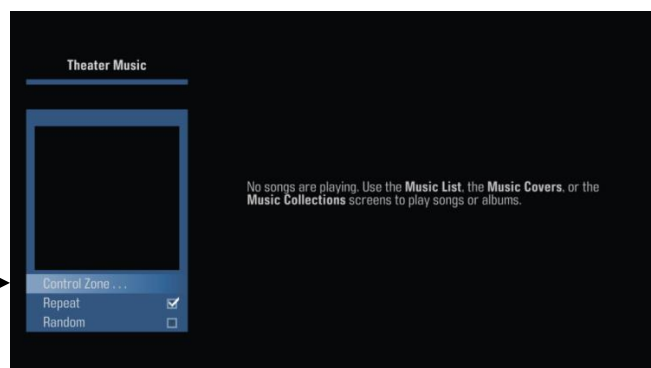 Theater Music
No songs are playing. Use the Music List, the Music Covers, or the
Music Collections screens to play songs or albums.
Control Zone . . .
Repeat
Random